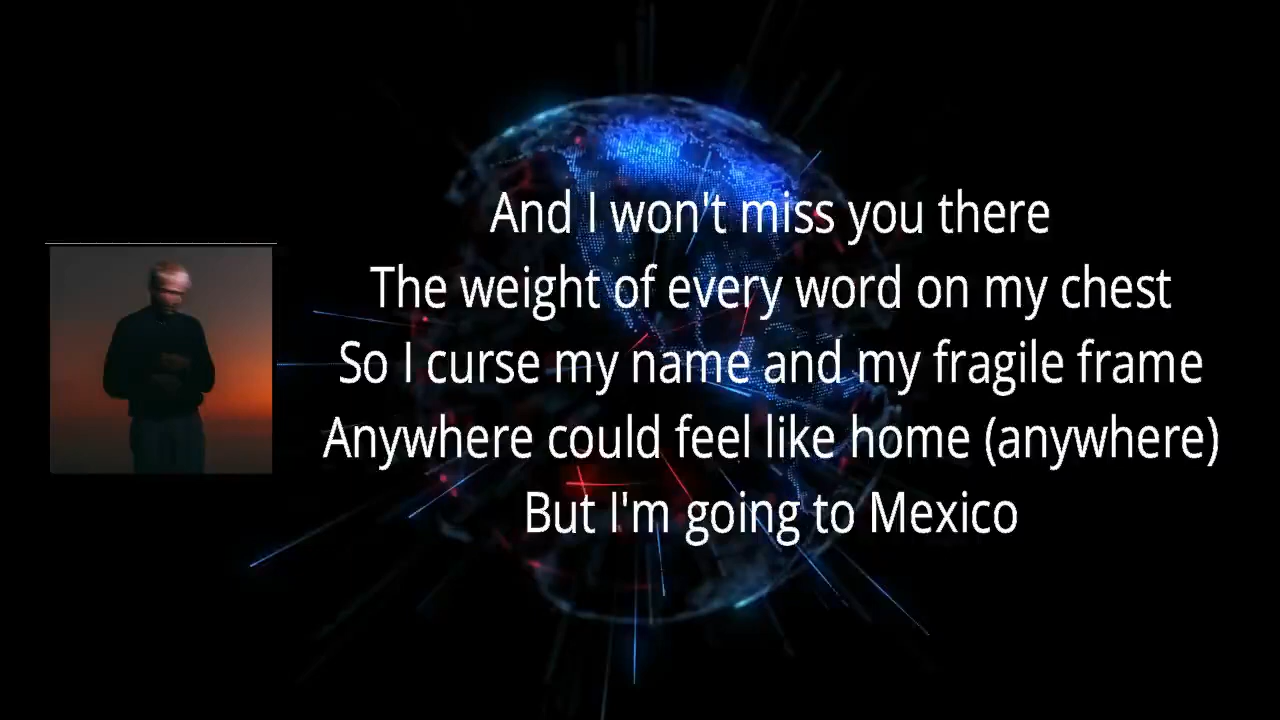 And I won't miss you there
The weight of every word on my chest
So I curse my name and my fragile frame
Anywhere could feel like home (anywhere)
But I'm going to Mexico